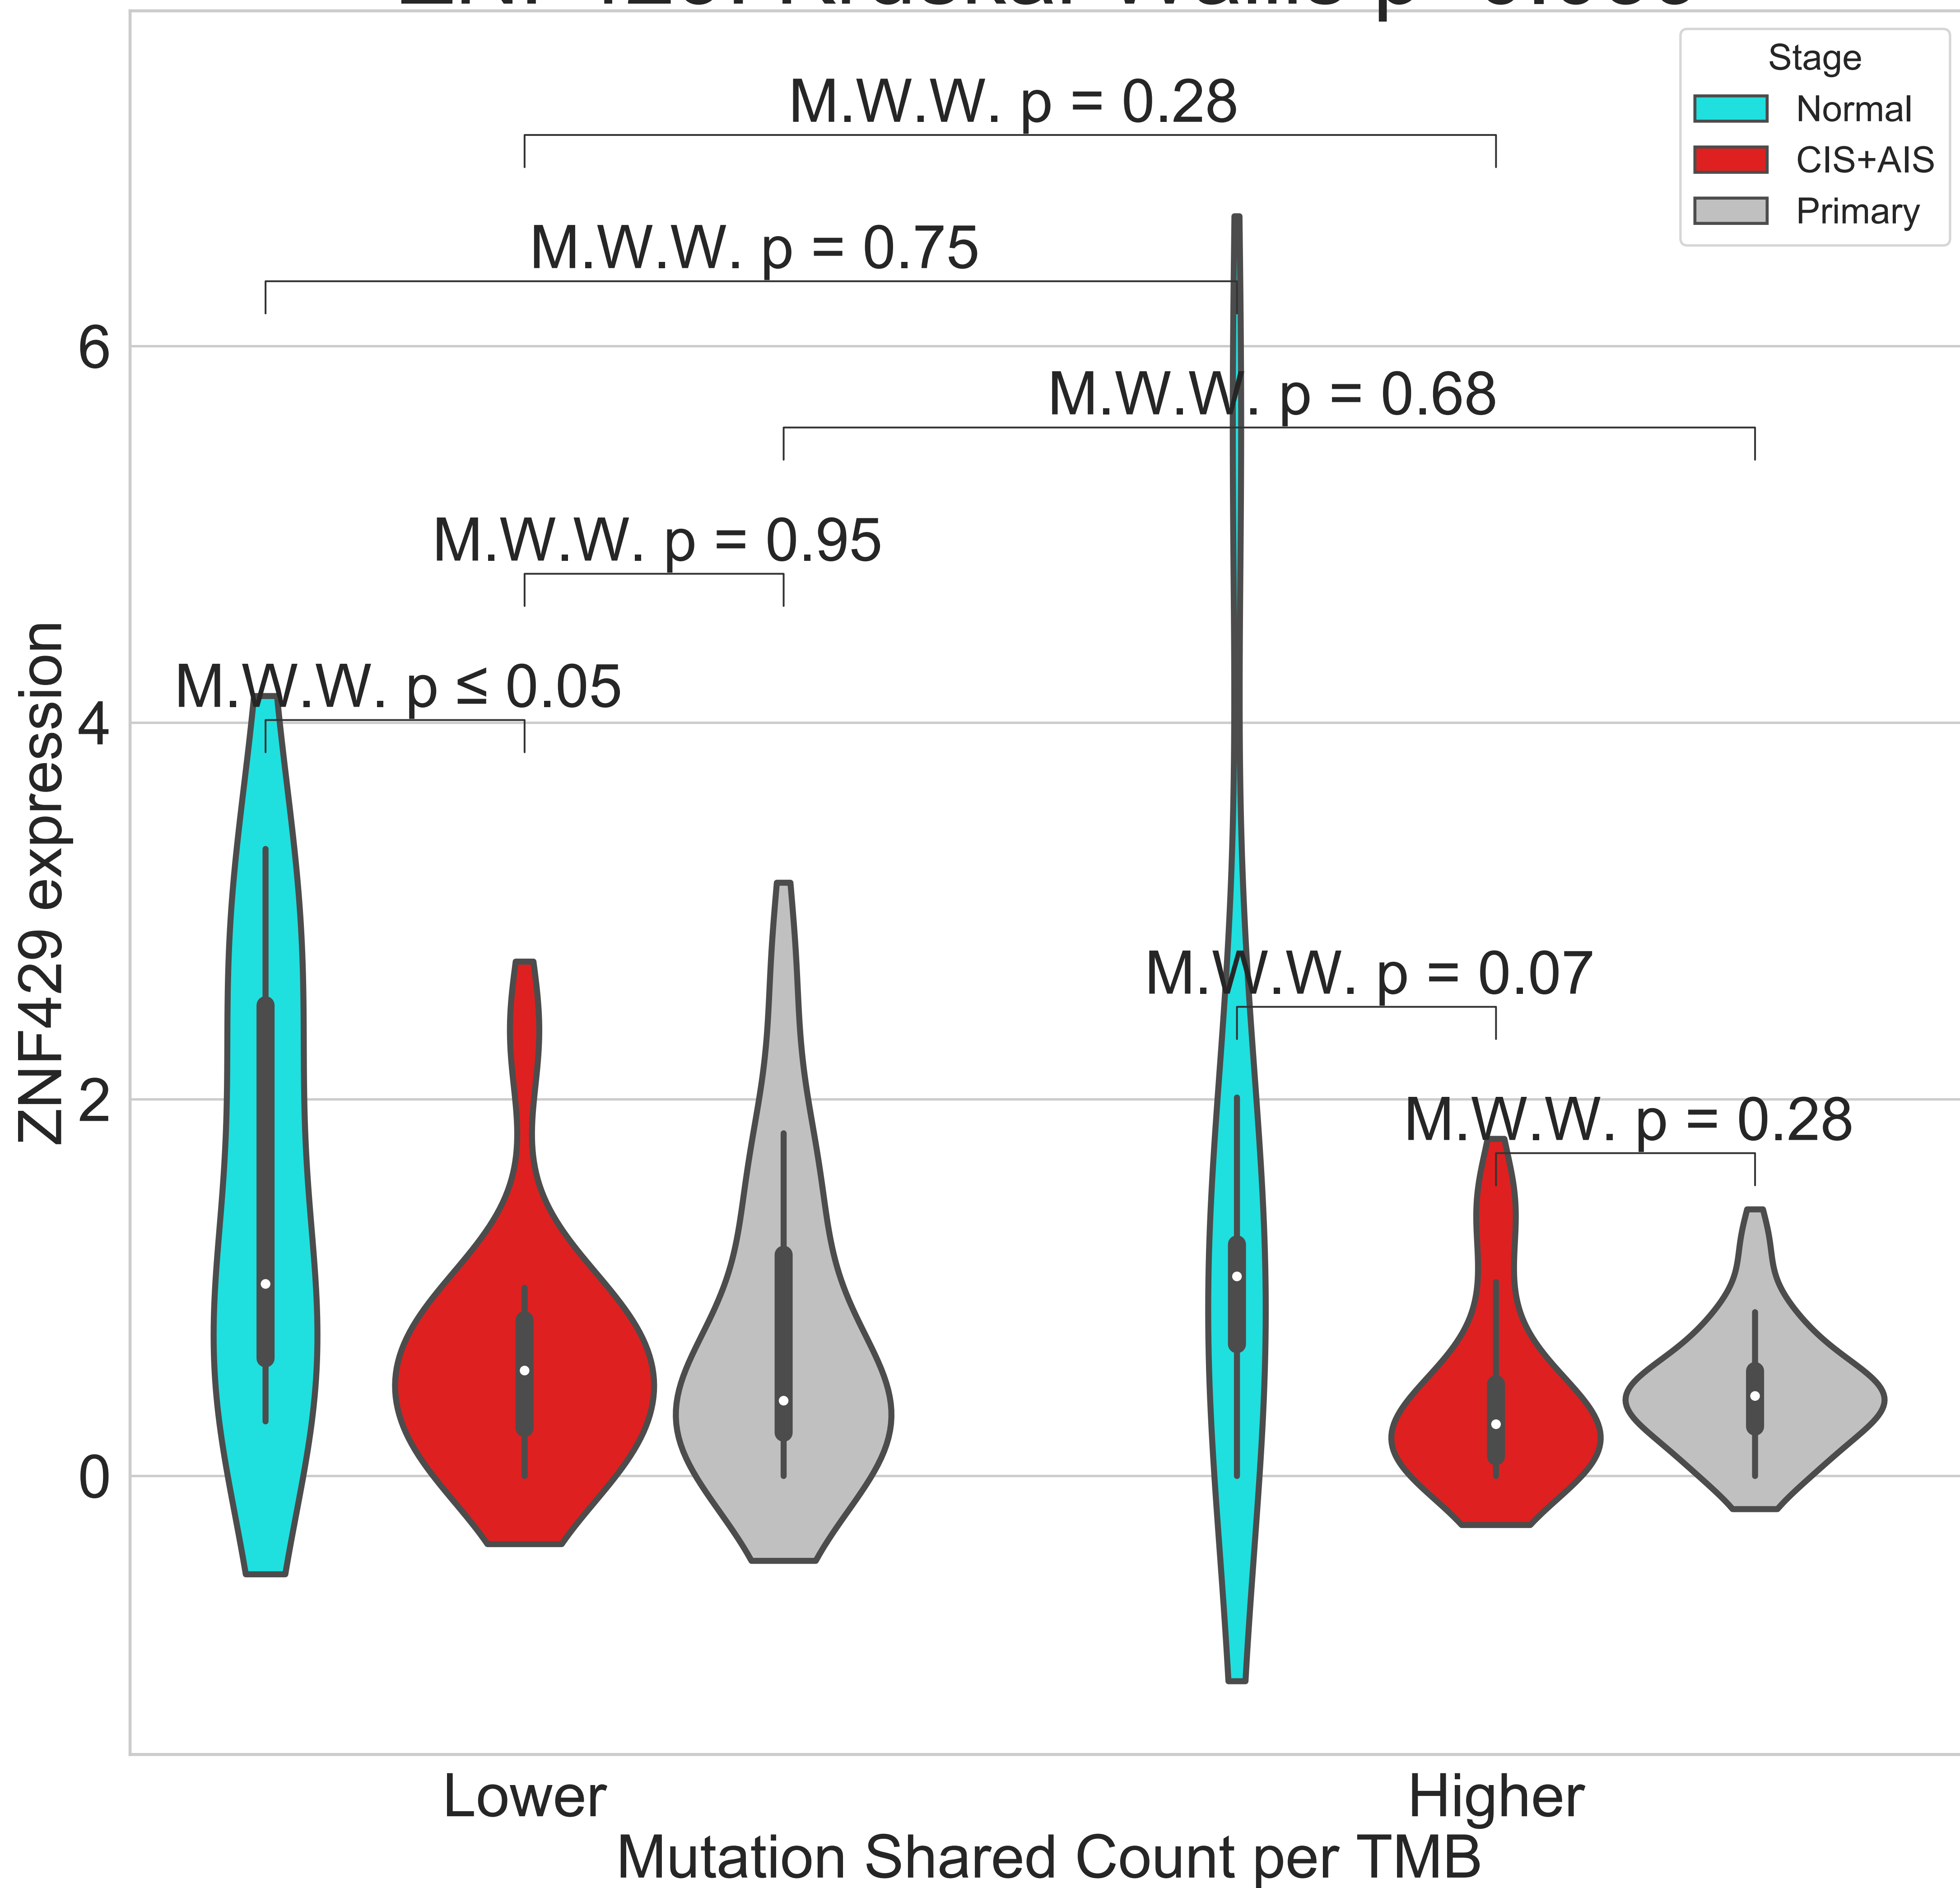 Stage
Normal
CIS+AIS
Primary
M.W.W. p = 0.28
M.W.W. p = 0.75
M.W.W. p = 0.68
M.W.W. p = 0.95
M.W.W. p ≤ 0.05
M.W.W. p = 0.07
M.W.W. p = 0.28
6
4
2
0
ZNF429 expression
Lower
Higher
Mutation Shared Count per TMB